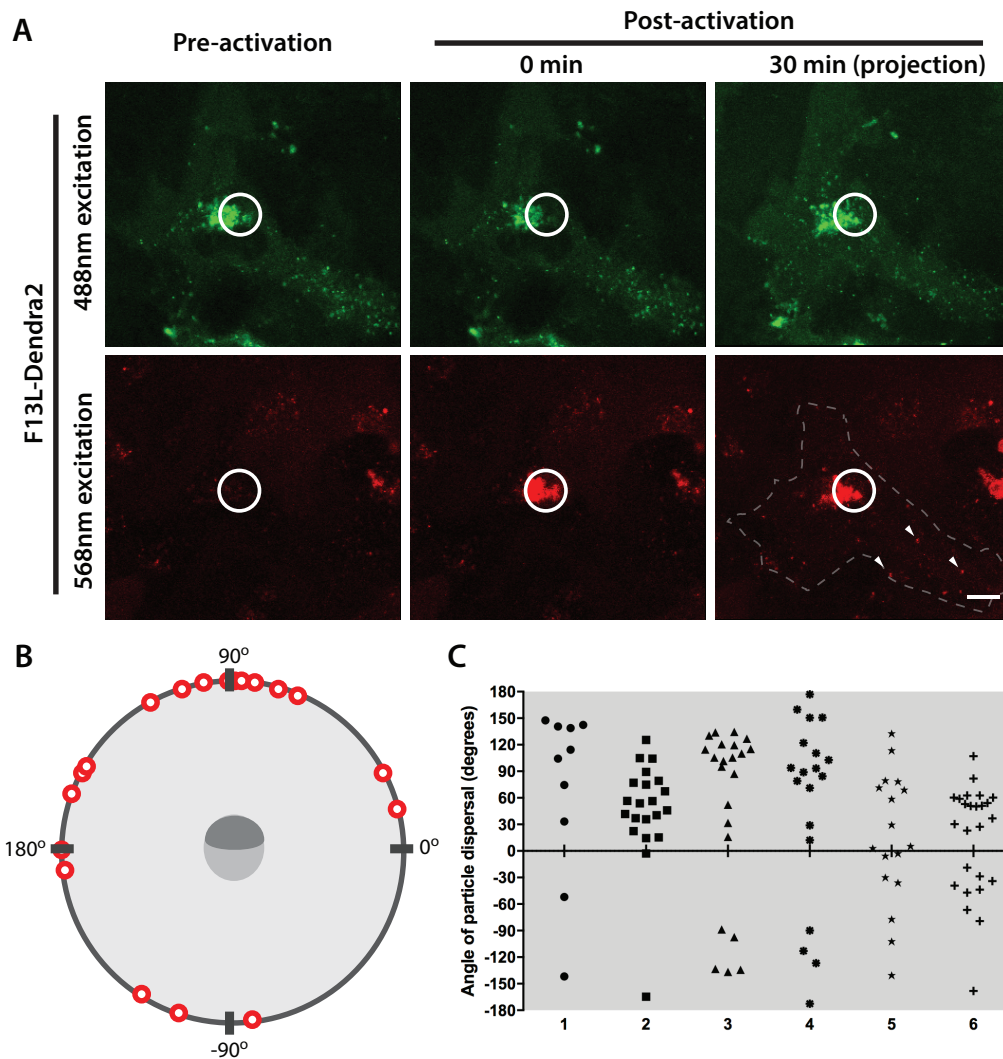 A
Pre-activation
Post-activation
0 min
30 min (projection)
F13L-Dendra2
488nm excitation
568nm excitation
B
90º
180º
0º
-90º
C
Angle of particle dispersal (degrees)
180
150
120
90
60
30
0
-30
-60
-90
-120
-150
-180
1 2 3 4 5 6